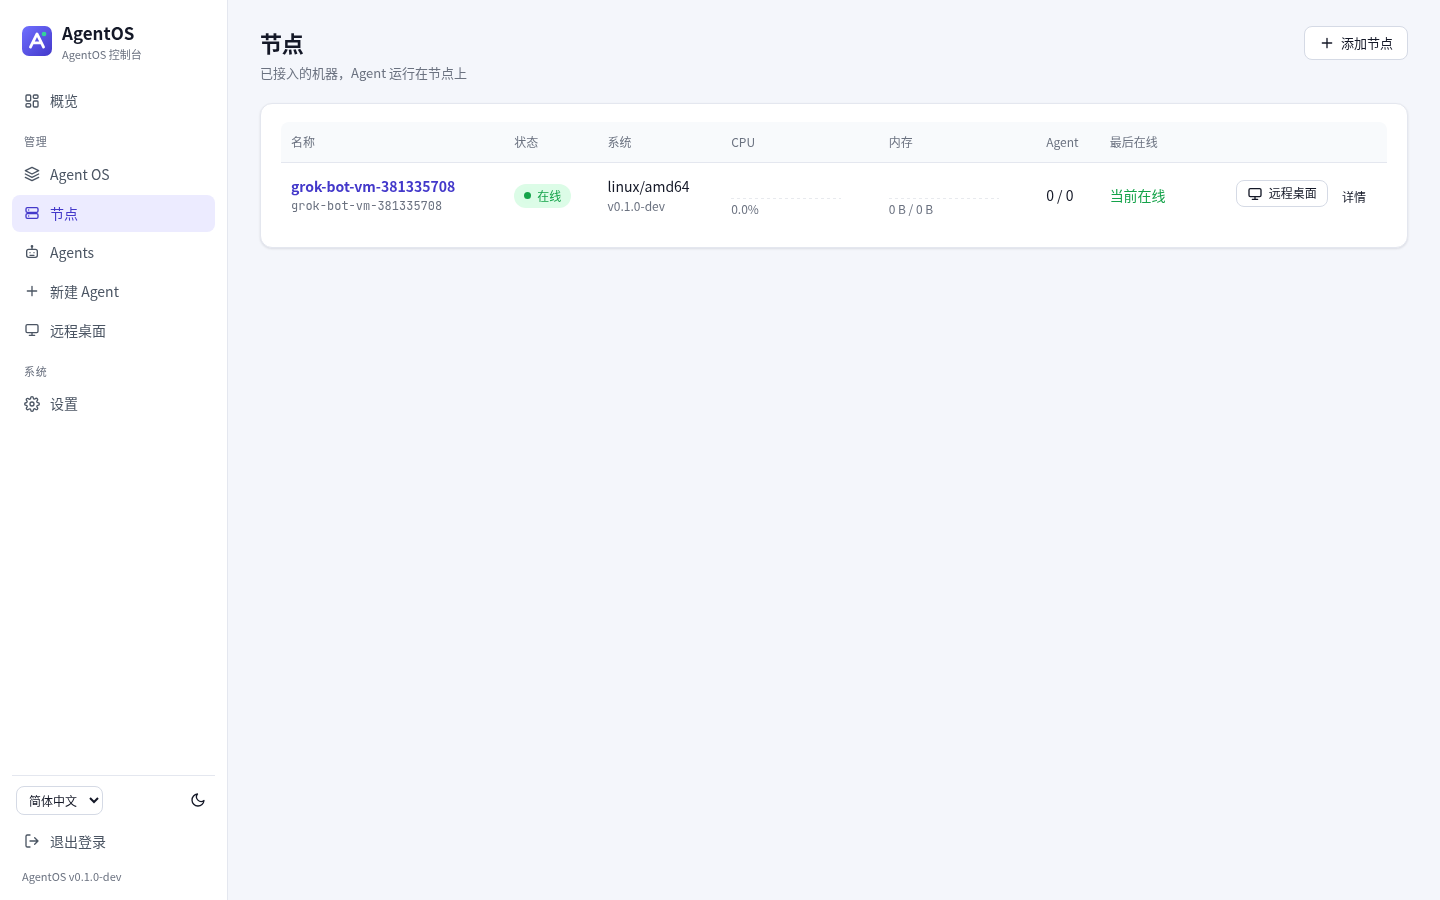 AgentOS
AgentOS 控制台
概览
管理
Agent OS
节点
Agents
新建 Agent
远程桌面
系统
设置
简体中文
退出登录
AgentOS v0.1.0-dev
节点
已接入的机器，Agent 运行在节点上
添加节点
名称 状态 系统 CPU 内存 Agent 最后在线
grok-bot-vm-381335708 在线 linux/amd64 0 / 0 当前在线 远程桌面 详情
grok-bot-vm-381335708 v0.1.0-dev 0.0% 0 B / 0 B